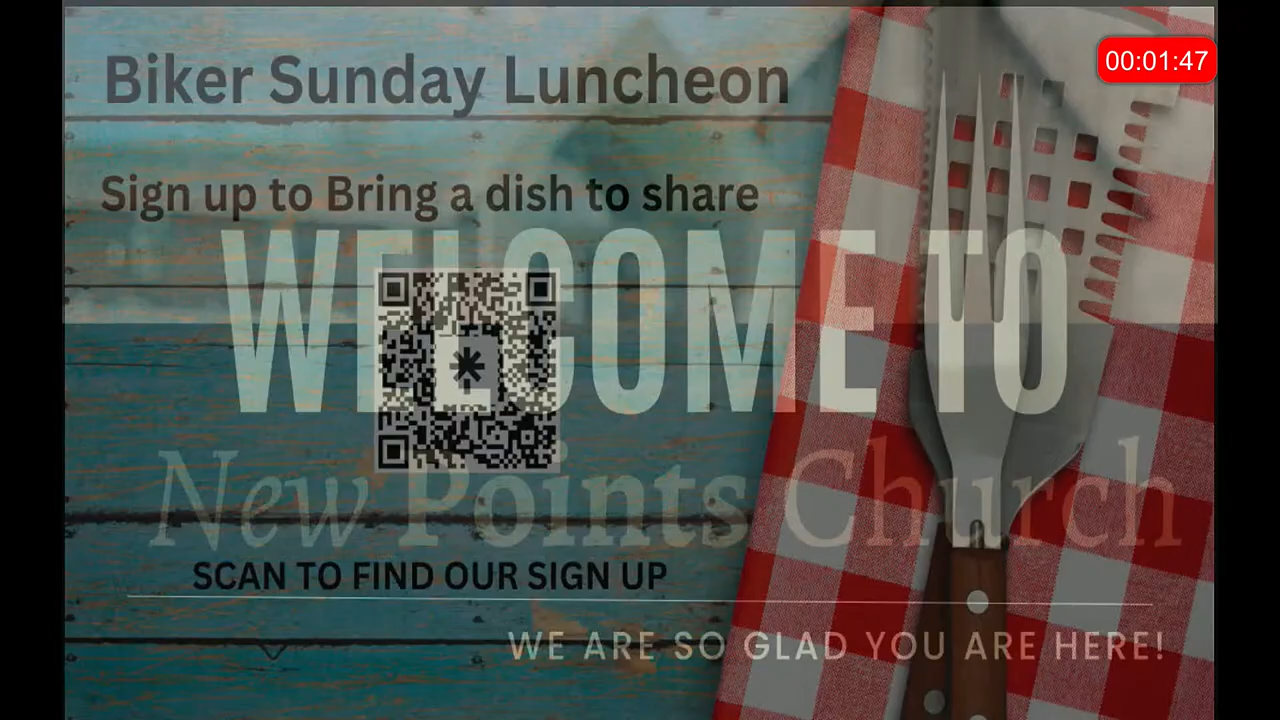 00:01:47
Biker Sunday Luncheon
Sign up to Bring a dish to share
WELCOME TO
New Points Church
SCAN TO FIND OUR SIGN UP
WE ARE SO GLAD YOU ARE HERE!